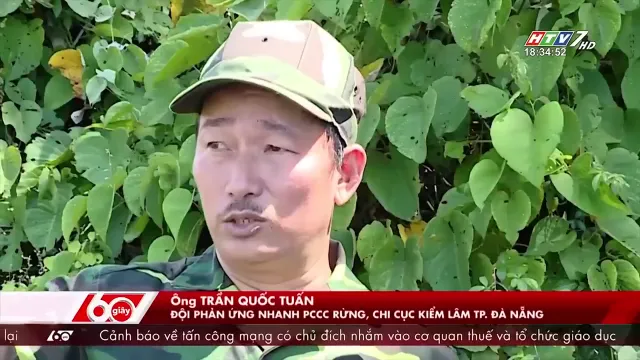 HTV7 HD
18:34:52
60 giây
Ông TRẦN QUỐC TUẤN
ĐỘI PHẢN ỨNG NHANH PCCC RỪNG, CHI CỤC KIỂM LÂM TP. ĐÀ NẴNG
lại Cảnh báo về tấn công mạng có chủ đích nhắm vào cơ quan thuế và tổ chức giáo dục